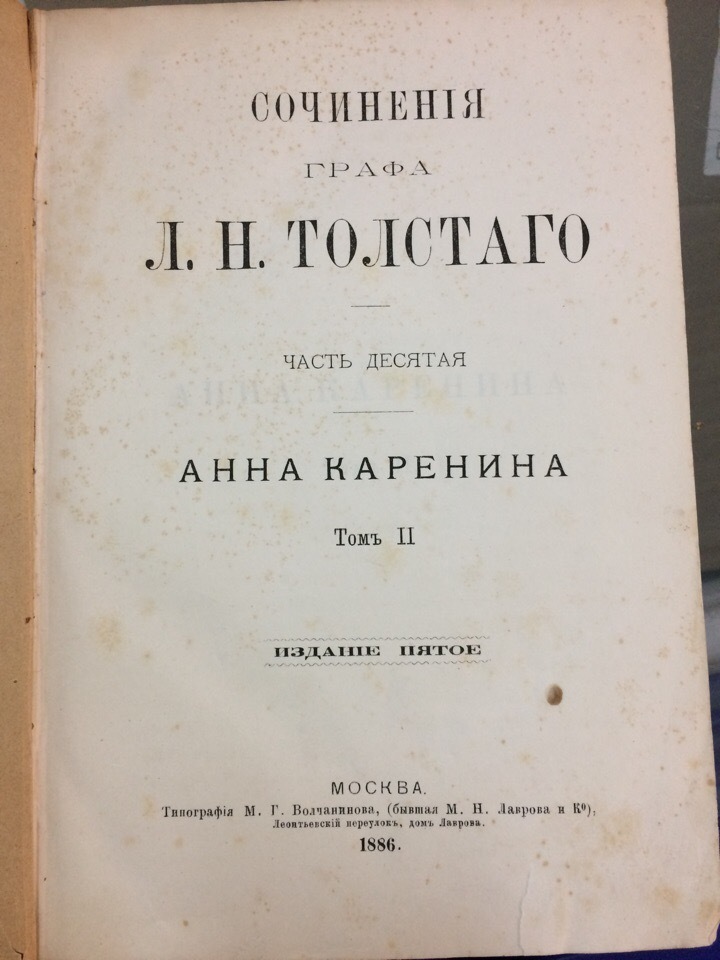 СОЧИНЕНІЯ
ГРАФА
Л. Н. ТОЛСТАГО
ЧАСТЬ ДЕСЯТАЯ
АННА КАРЕНИНА
Томъ II
ИЗДАНІЕ ПЯТОЕ
МОСКВА.
Типографія М. Г. Волчанинова, (бывшая М. Н. Лаврова и Ко).
Леонтьевскій переулокъ, домъ Лаврова.
1886.